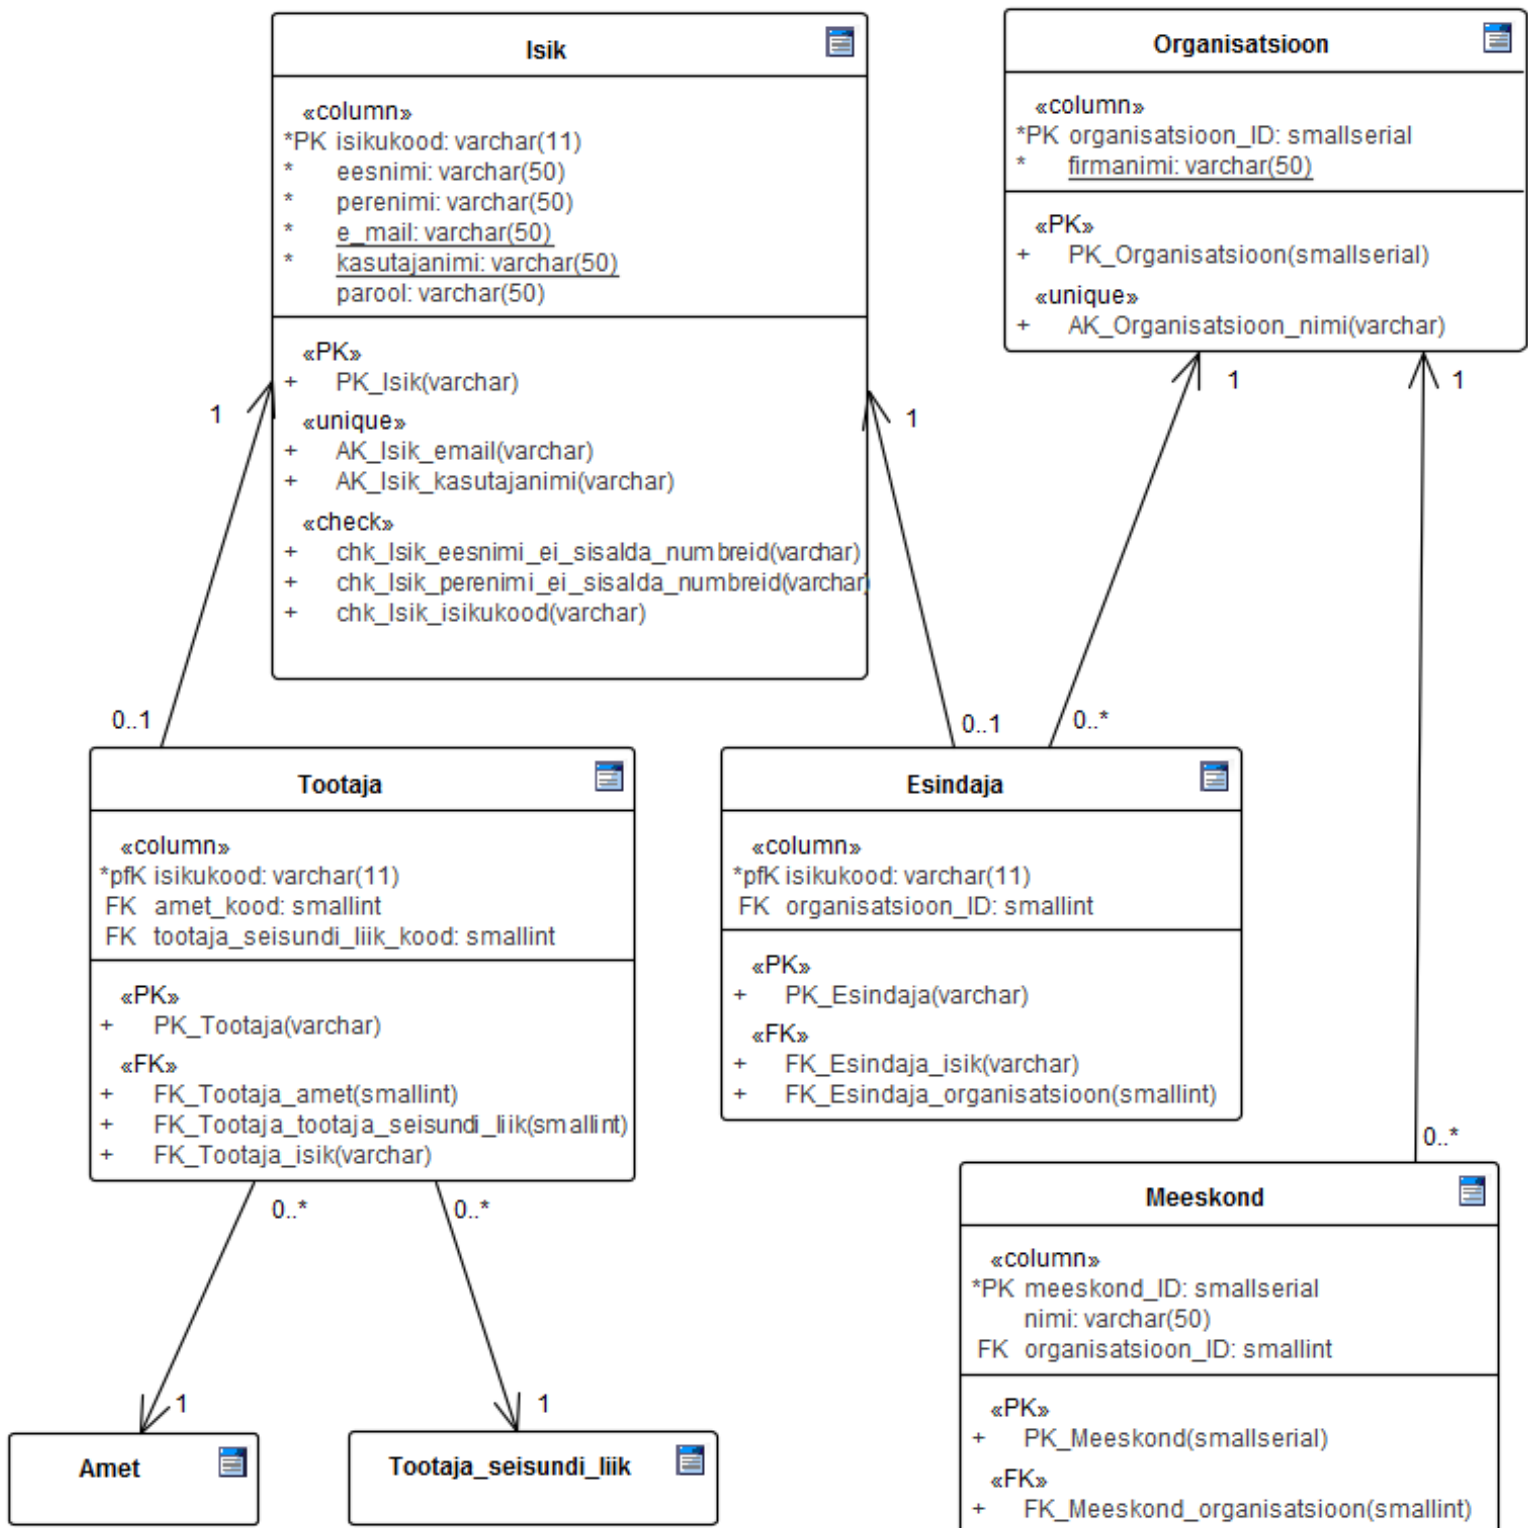 Isik
«column»
*PK isikukood: varchar(11)
* eesnimi: varchar(50)
* perenimi: varchar(50)
* e_mail: varchar(50)
* kasutajanimi: varchar(50)
parool: varchar(50)
«PK»
+ PK_Isik(varchar)
«unique»
+ AK_Isik_email(varchar)
+ AK_Isik_kasutajanimi(varchar)
«check»
+ chk_Isik_eesnimi_ei_sisalda_numbreid(varchar)
+ chk_Isik_perenimi_ei_sisalda_numbreid(varchar)
+ chk_Isik_isikukood(varchar)
Organisatsioon
«column»
*PK organisatsioon_ID: smallserial
* firmanimi: varchar(50)
«PK»
+ PK_Organisatsioon(smallserial)
«unique»
+ AK_Organisatsioon_nimi(varchar)
1
1
1
1
0..1
0..1
0..*
Tootaja
«column»
*pfK isikukood: varchar(11)
FK amet_kood: smallint
FK tootaja_seisundi_liik_kood: smallint
«PK»
+ PK_Tootaja(varchar)
«FK»
+ FK_Tootaja_amet(smallint)
+ FK_Tootaja_tootaja_seisundi_liik(smallint)
+ FK_Tootaja_isik(varchar)
Esindaja
«column»
*pfK isikukood: varchar(11)
FK organisatsioon_ID: smallint
«PK»
+ PK_Esindaja(varchar)
«FK»
+ FK_Esindaja_isik(varchar)
+ FK_Esindaja_organisatsioon(smallint)
0..*
0..*
0..*
Meeskond
«column»
*PK meeskond_ID: smallserial
nimi: varchar(50)
FK organisatsioon_ID: smallint
«PK»
+ PK_Meeskond(smallserial)
«FK»
+ FK_Meeskond_organisatsioon(smallint)
1
1
Amet
Tootaja_seisundi_liik